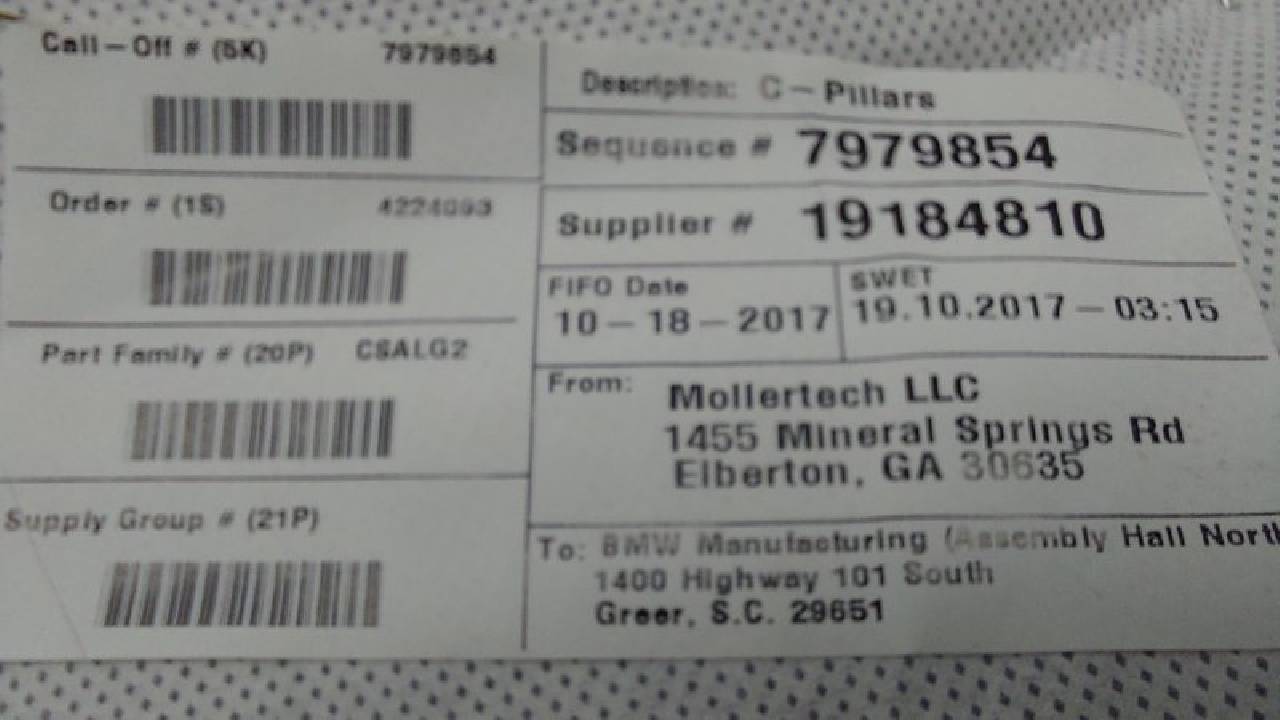 Call-Off # (5K) 7979854
Order # (1S) 4224093
Part Family # (20P) CSALG2
Supply Group # (21P)
Description: C-Pillars
Sequence # 7979854
Supplier # 19184810
FIFO Date
10-18-2017
SWET
19.10.2017-03:15
From: Mollertech LLC
1455 Mineral Springs Rd
Elberton, GA 30635
To: BMW Manufacturing (Assembly Hall North
1400 Highway 101 South
Greer, S.C. 29651